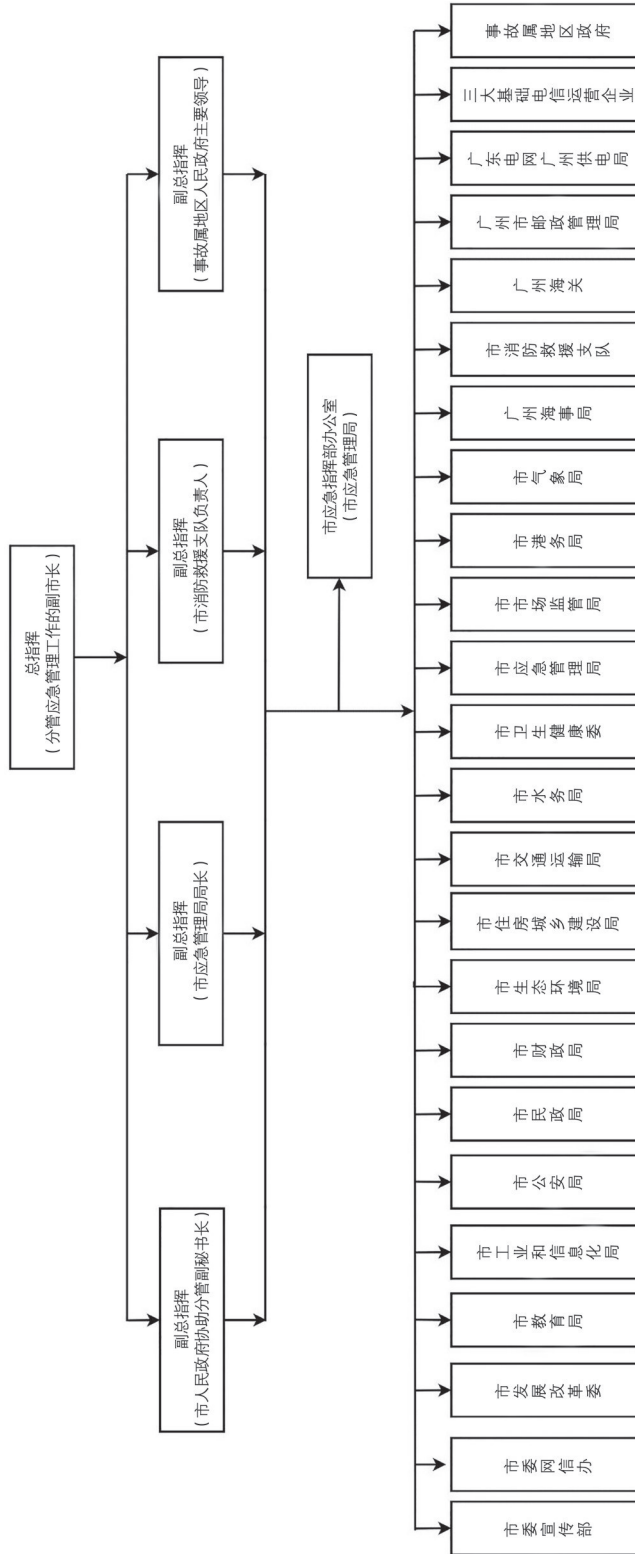 总指挥
（分管应急管理工作的副市长）
副总指挥
（市人民政府协助分管副秘书长）
副总指挥
（市应急管理局局长）
副总指挥
（市消防救援支队负责人）
副总指挥
（事故属地区人民政府主要领导）
市应急指挥部办公室
（市应急管理局）
市委宣传部
市委网信办
市发展改革委
市教育局
市工业和信息化局
市公安局
市民政局
市财政局
市生态环境局
市住房城乡建设局
市交通运输局
市水务局
市卫生健康委
市应急管理局
市市场监管局
市港务局
市气象局
广州海事局
市消防救援支队
广州海关
广州市邮政管理局
广东电网广州供电局
三大基础电信运营企业
事故属地区政府